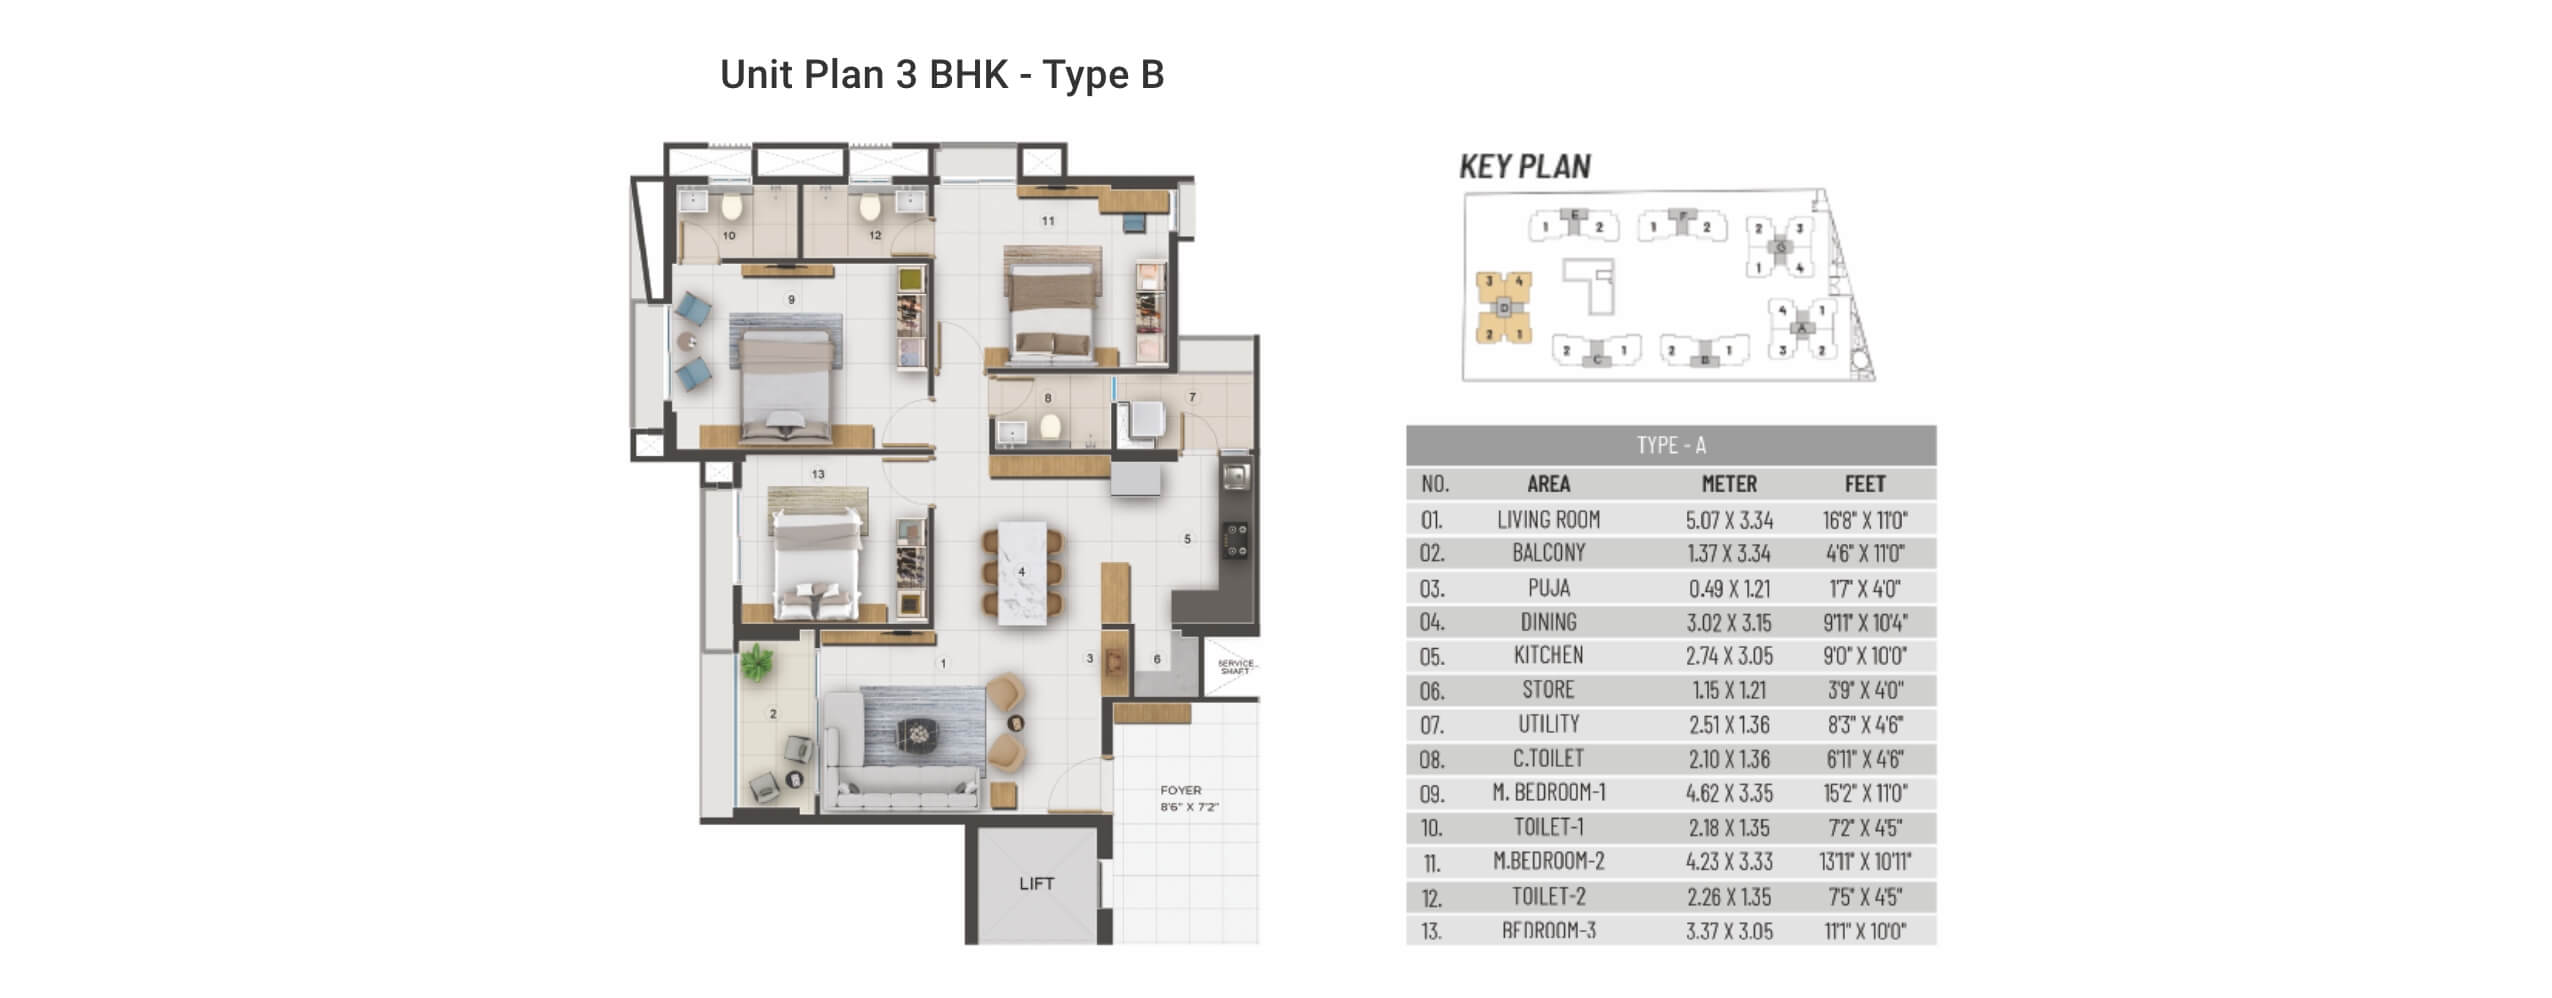 Unit Plan 3 BHK - Type B
10
12
11
9
8
7
13
5
4
1
3
6
SERVICE
SHAFT
2
FOYER
8'6" X 7'2"
LIFT
KEY PLAN
E
1 2
F
1 2
2 3
G
1 4
3 4
D
2 1
4 1
A
3 2
2 C 1
2 B 1
TYPE - A
NO. AREA METER FEET
01. LIVING ROOM 5.07 X 3.34 16'8" X 11'0"
02. BALCONY 1.37 X 3.34 4'6" X 11'0"
03. PUJA 0.49 X 1.21 1'7" X 4'0"
04. DINING 3.02 X 3.15 9'11" X 10'4"
05. KITCHEN 2.74 X 3.05 9'0" X 10'0"
06. STORE 1.15 X 1.21 3'9" X 4'0"
07. UTILITY 2.51 X 1.36 8'3" X 4'6"
08. C.TOILET 2.10 X 1.36 6'11" X 4'6"
09. M. BEDROOM-1 4.62 X 3.35 15'2" X 11'0"
10. TOILET-1 2.18 X 1.35 7'2" X 4'5"
11. M.BEDROOM-2 4.23 X 3.33 13'11" X 10'11"
12. TOILET-2 2.26 X 1.35 7'5" X 4'5"
13. BEDROOM-3 3.37 X 3.05 11'1" X 10'0"